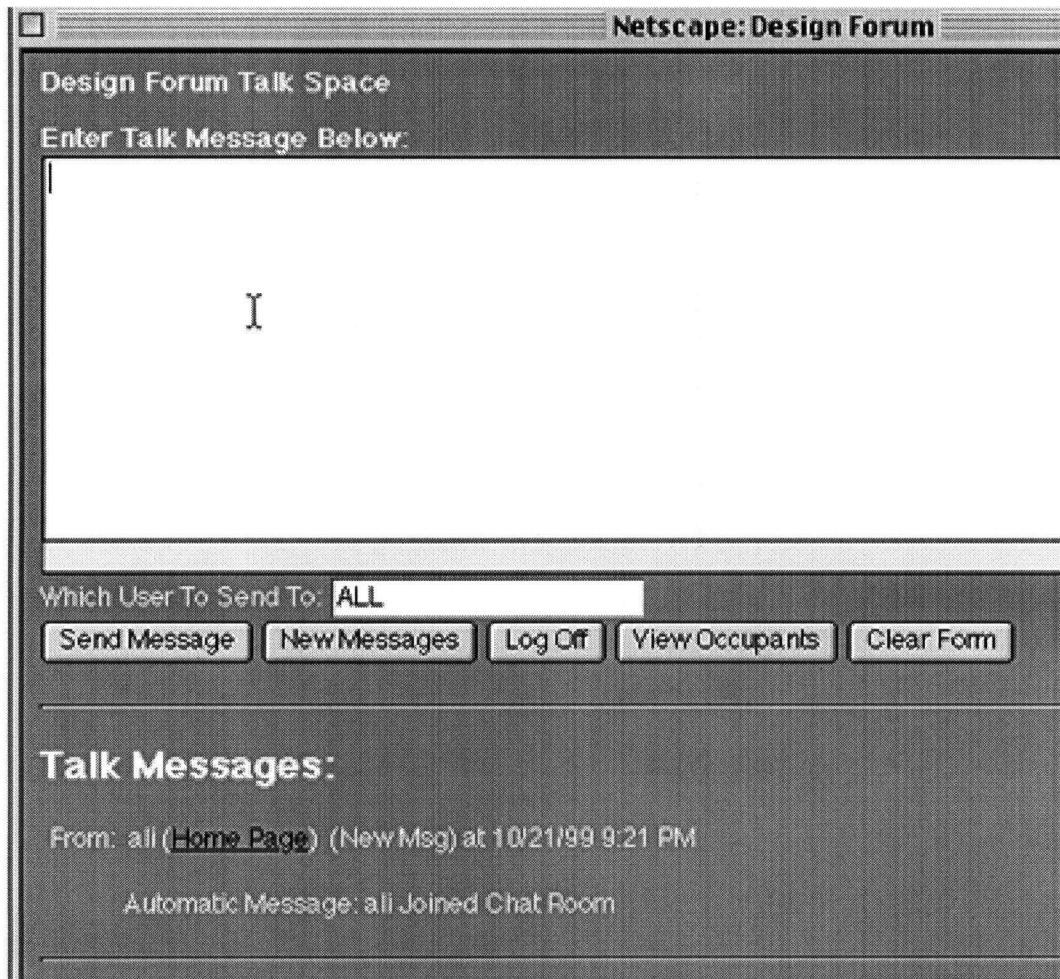 Netscape: Design Forum
Design Forum Talk Space
Enter Talk Message Below:
Which User To Send To: ALL
Send Message New Messages Log Off View Occupants Clear Form
Talk Messages:
From: ali (Home Page) (New Msg) at 10/21/99 9:21 PM
Automatic Message: ali Joined Chat Room